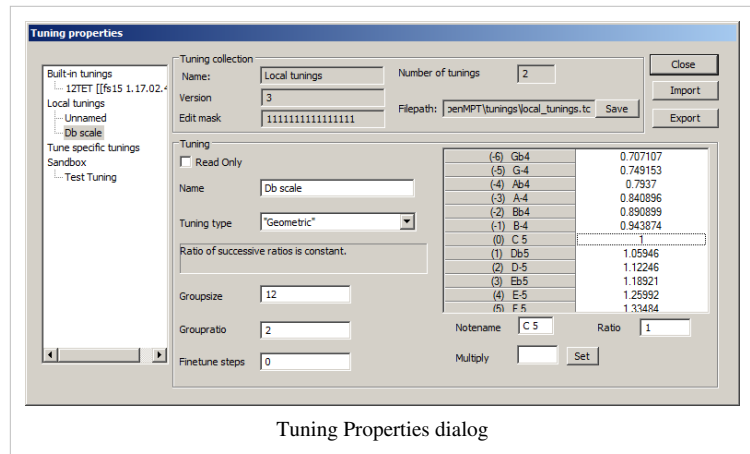 Tuning properties
Built-in tunings
12TET [[fs15 1.17.02.4
Local tunings
Unnamed
Db scale
Tune specific tunings
Sandbox
Test Tuning
Tuning collection
Name:
Local tunings
Number of tunings
2
Version
3
Filepath:
penMPT\tunings\local_tunings.tc
Save
Edit mask
1111111111111111
Close
Import
Export
Tuning
Read Only
Name
Db scale
Tuning type
"Geometric"
Ratio of successive ratios is constant.
Groupsize
12
Groupratio
2
Finetune steps
0
(-6) Gb4 0.707107
(-5) G-4 0.749153
(-4) Ab4 0.7937
(-3) A-4 0.840896
(-2) Bb4 0.890899
(-1) B-4 0.943874
(0) C 5 1
(1) Db5 1.05946
(2) D-5 1.12246
(3) Eb5 1.18921
(4) E-5 1.25992
(5) F 5 1.33484
Notename
C 5
Ratio
1
Multiply
Set
Tuning Properties dialog